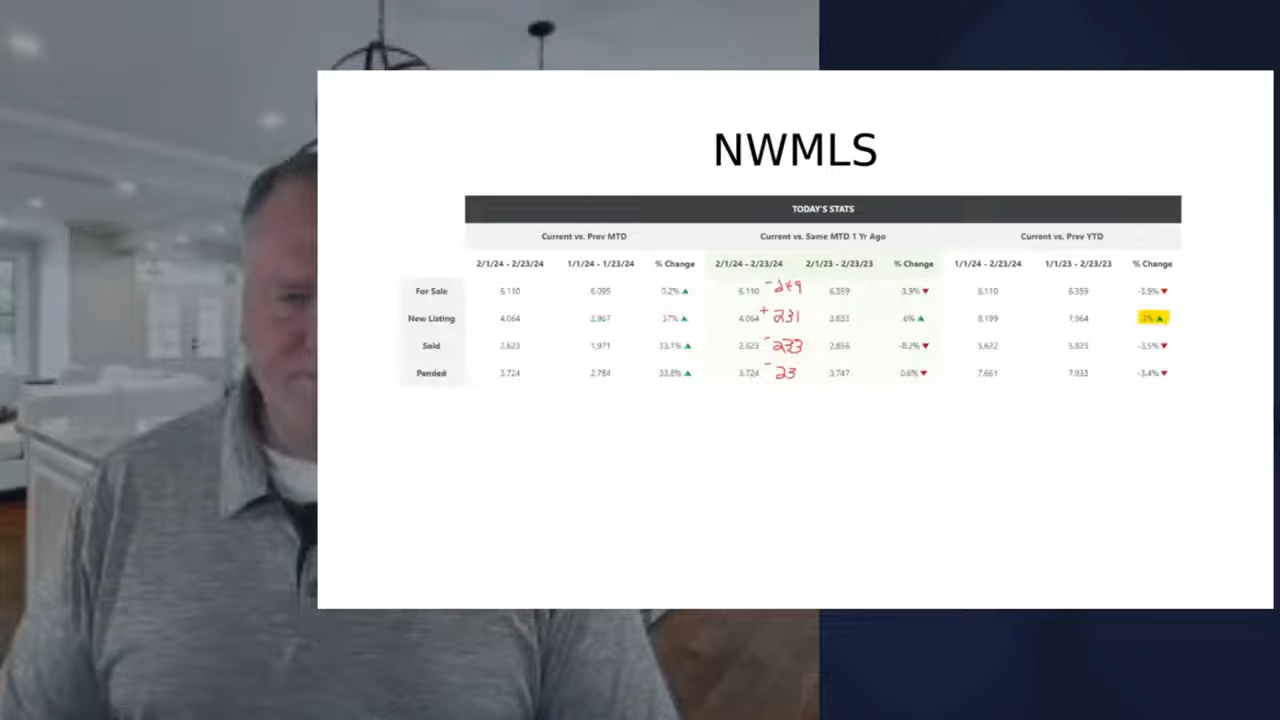 NWMLS
TODAY'S STATS
Current vs. Prev MTD Current vs. Same MTD 1 Yr Ago Current vs. Prev YTD
2/1/24 - 2/23/24 1/1/24 - 1/23/24 % Change 2/1/24 - 2/23/24 2/1/23 - 2/23/23 % Change 1/1/24 - 2/23/24 1/1/23 - 2/23/23 % Change
For Sale 6,110 6,095 0.2% ▲ 6,110 -249 6,359 -3.9% ▼ 6,110 6,359 -3.9% ▼
New Listing 4,064 2,967 37% ▲ 4,064 +231 3,833 6% ▲ 8,199 7,964 3% ▲
Sold 2,623 1,971 33.1% ▲ 2,623 -233 2,856 -8.2% ▼ 5,622 5,823 -3.5% ▼
Pended 3,724 2,784 33.8% ▲ 3,724 -23 3,747 0.6% ▼ 7,661 7,933 -3.4% ▼